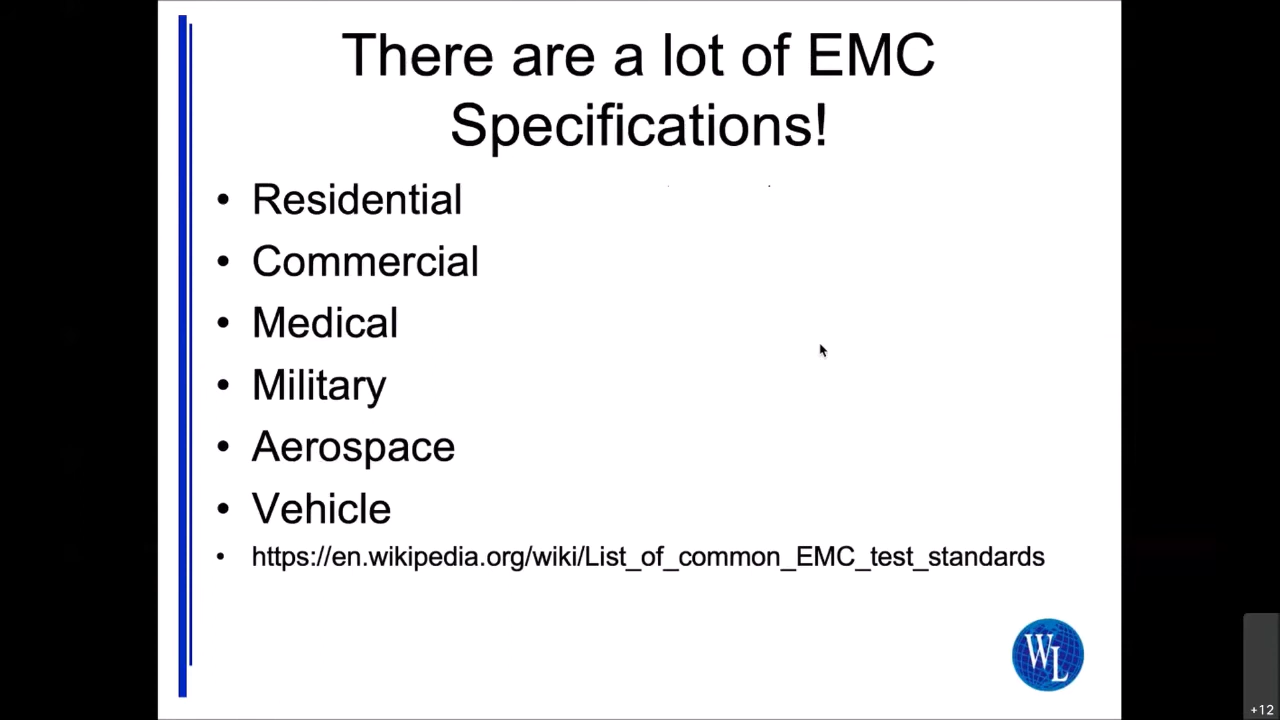 There are a lot of EMC
Specifications!
• Residential
• Commercial
• Medical
• Military
• Aerospace
• Vehicle
• https://en.wikipedia.org/wiki/List_of_common_EMC_test_standards
WL
+12